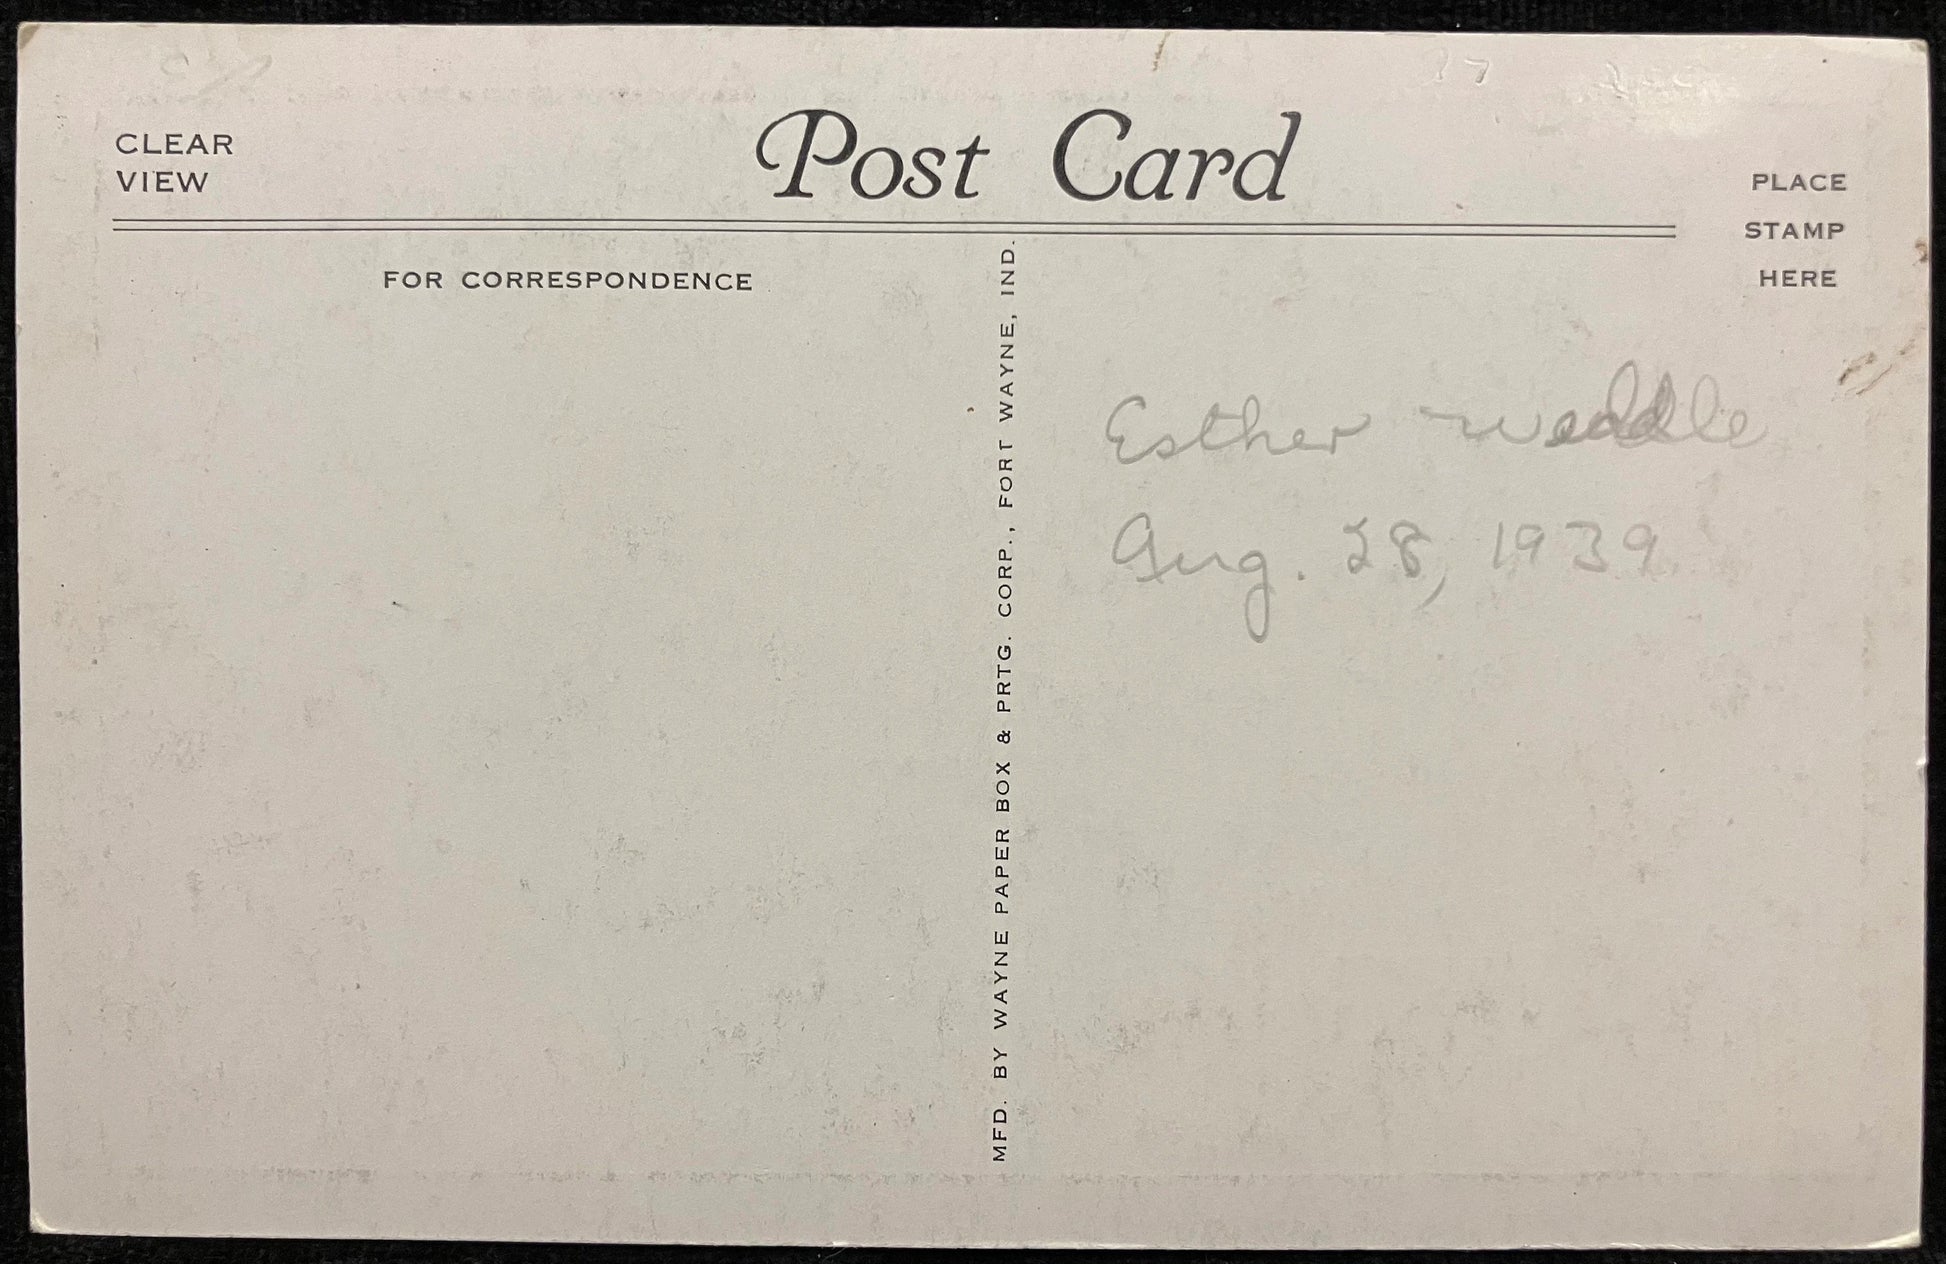 CLEAR
VIEW
Post Card
PLACE
STAMP
HERE
FOR CORRESPONDENCE
MFD. BY WAYNE PAPER BOX & PRTG. CORP., FORT WAYNE, IND.
Esther Weddle
Aug. 28, 1939